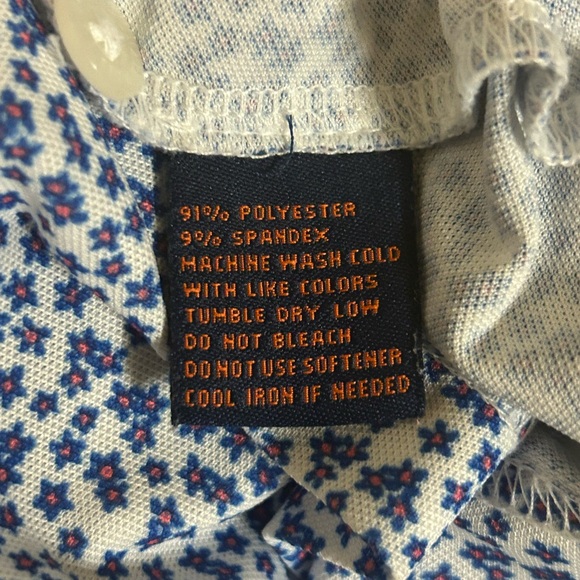 91% POLYESTER
9% SPANDEX
MACHINE WASH COLD
WITH LIKE COLORS
TUMBLE DRY LOW
DO NOT BLEACH
DO NOT USE SOFTENER
COOL IRON IF NEEDED